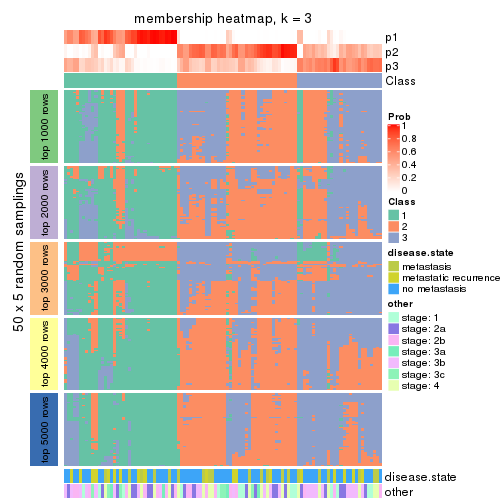 membership heatmap, k = 3
p1
p2
p3
Class
50 x 5 random samplings
top 1000 rows
top 2000 rows
top 3000 rows
top 4000 rows
top 5000 rows
Prob
1
0.8
0.6
0.4
0.2
0
Class
1
2
3
disease.state
metastasis
metastatic recurrence
no metastasis
other
stage: 1
stage: 2a
stage: 2b
stage: 3a
stage: 3b
stage: 3c
stage: 4
disease.state
other